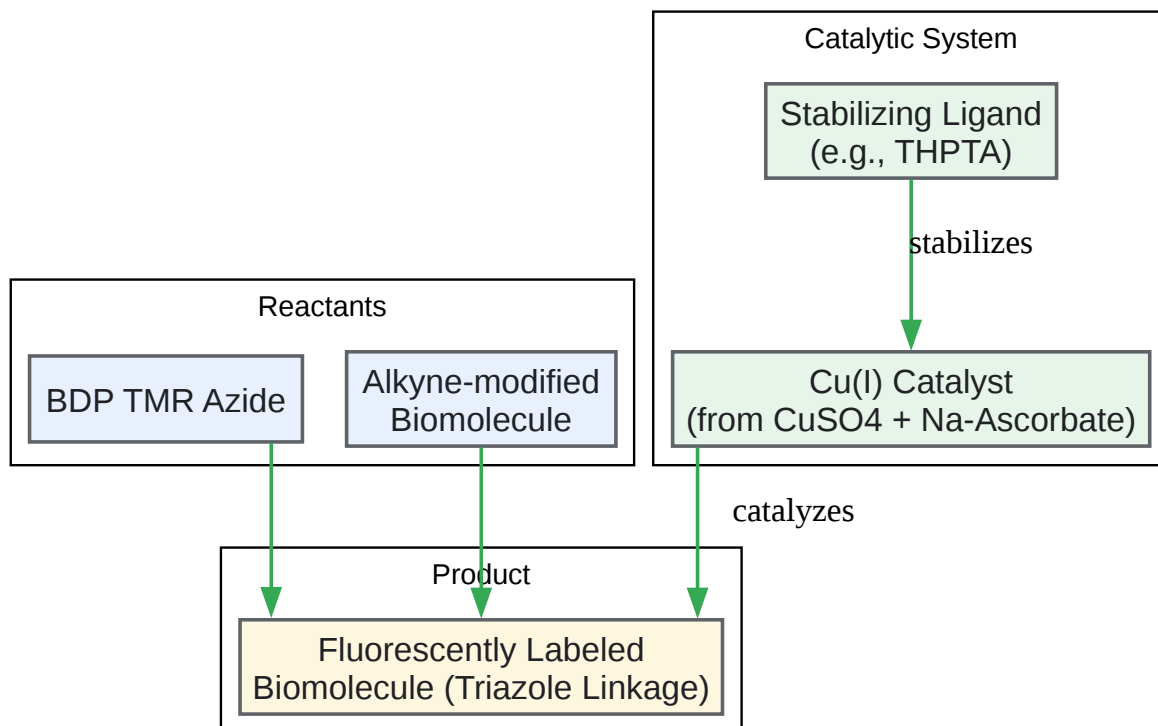 Catalytic System
Stabilizing Ligand
(e.g., THPTA)
stabilizes
Reactants
BDP TMR Azide
Alkyne-modified
Biomolecule
Cu(I) Catalyst
(from CuSO4 + Na-Ascorbate)
catalyzes
Product
Fluorescently Labeled
Biomolecule (Triazole Linkage)